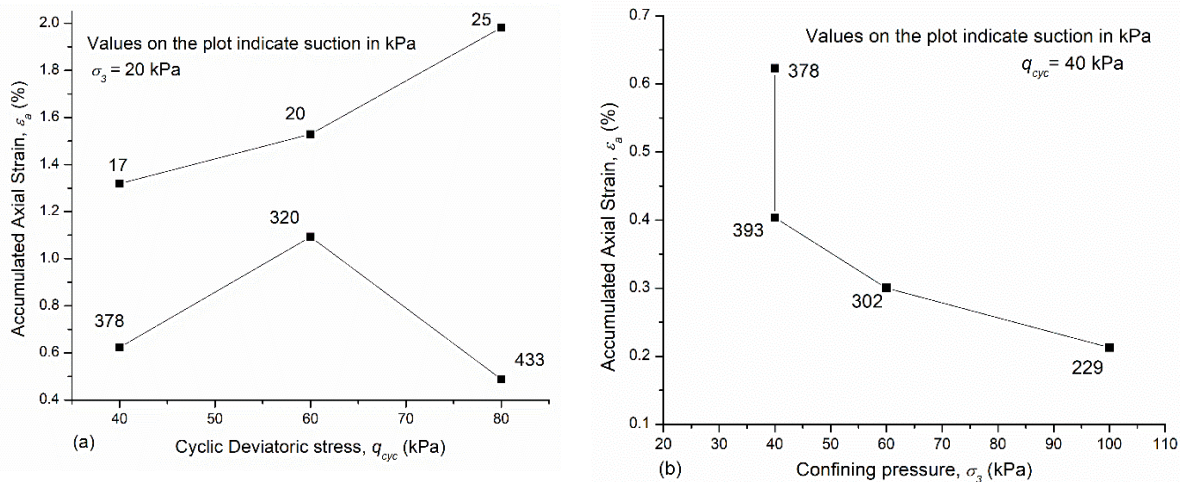 2.0
1.8
1.6
1.4
1.2
1.0
0.8
0.6
0.4
Accumulated Axial Strain, εa (%)
Values on the plot indicate suction in kPa
σ3 = 20 kPa
25
20
17
320
378
433
40 50 60 70 80
(a)
Cyclic Deviatoric stress, qcyc (kPa)
0.7
0.6
0.5
0.4
0.3
0.2
0.1
Accumulated Axial Strain, εa (%)
Values on the plot indicate suction in kPa
qcyc= 40 kPa
378
393
302
229
20 30 40 50 60 70 80 90 100 110
(b)
Confining pressure, σ3 (kPa)